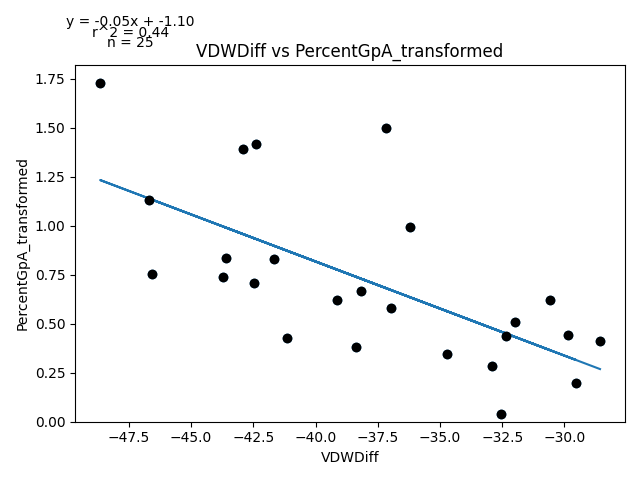 y = -0.05x + -1.10
r^2 = 0.44
n = 25
VDWDiff vs PercentGpA_transformed
PercentGpA_transformed
1.75
1.50
1.25
1.00
0.75
0.50
0.25
0.00
−47.5 −45.0 −42.5 −40.0 −37.5 −35.0 −32.5 −30.0
VDWDiff